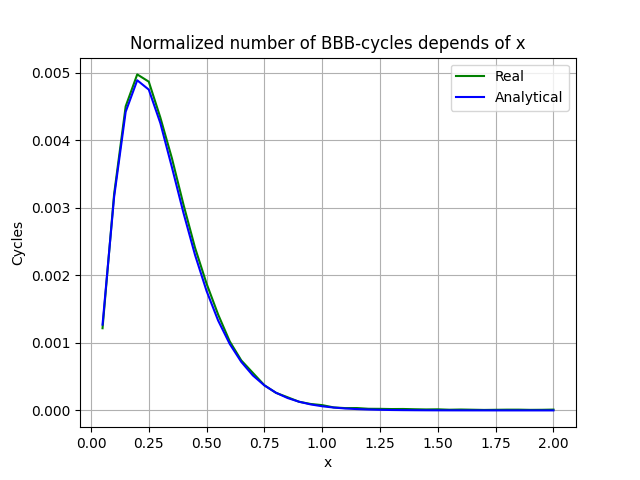 Normalized number of BBB-cycles depends of x
Real
Analytical
0.005
0.004
0.003
0.002
0.001
0.000
Cycles
0.00 0.25 0.50 0.75 1.00 1.25 1.50 1.75 2.00
x